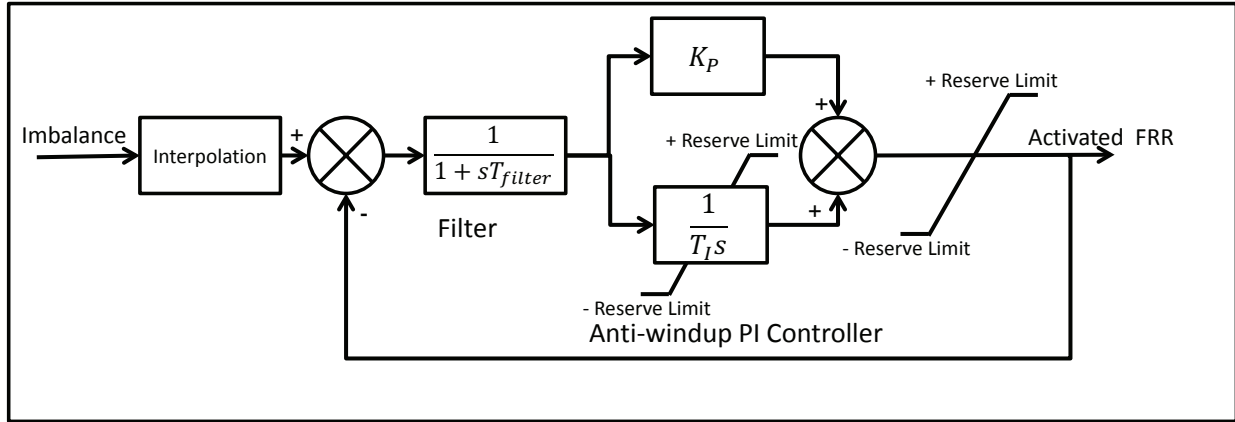 K_P
+ Reserve Limit
Imbalance
Interpolation
+
-
1
1 + sT_filter
Filter
+
+ Reserve Limit
Activated FRR
1
T_I s
+
- Reserve Limit
- Reserve Limit
Anti-windup PI Controller